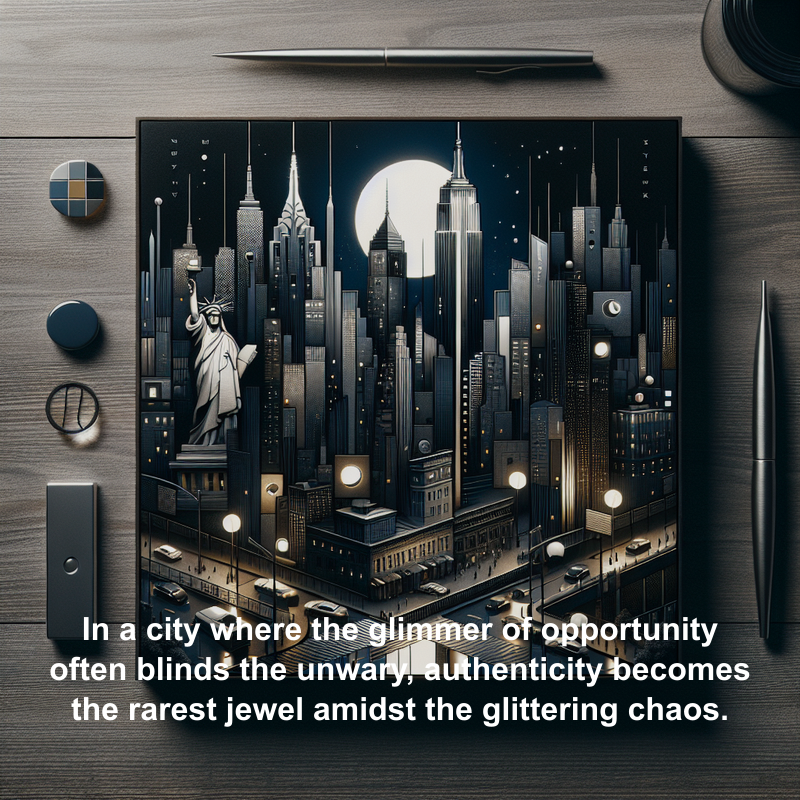 In a city where the glimmer of opportunity
often blinds the unwary, authenticity becomes
the rarest jewel amidst the glittering chaos.